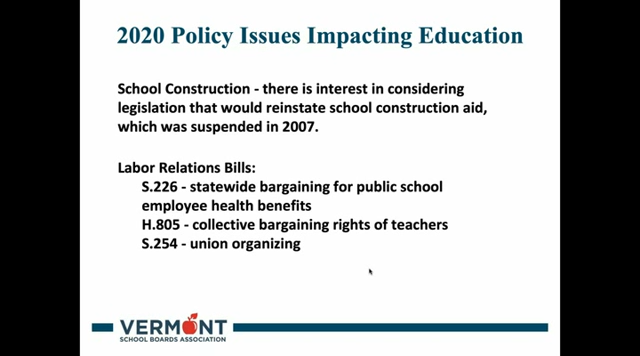 2020 Policy Issues Impacting Education
School Construction - there is interest in considering
legislation that would reinstate school construction aid,
which was suspended in 2007.
Labor Relations Bills:
S.226 - statewide bargaining for public school
employee health benefits
H.805 - collective bargaining rights of teachers
S.254 - union organizing
VERMONT
SCHOOL BOARDS ASSOCIATION